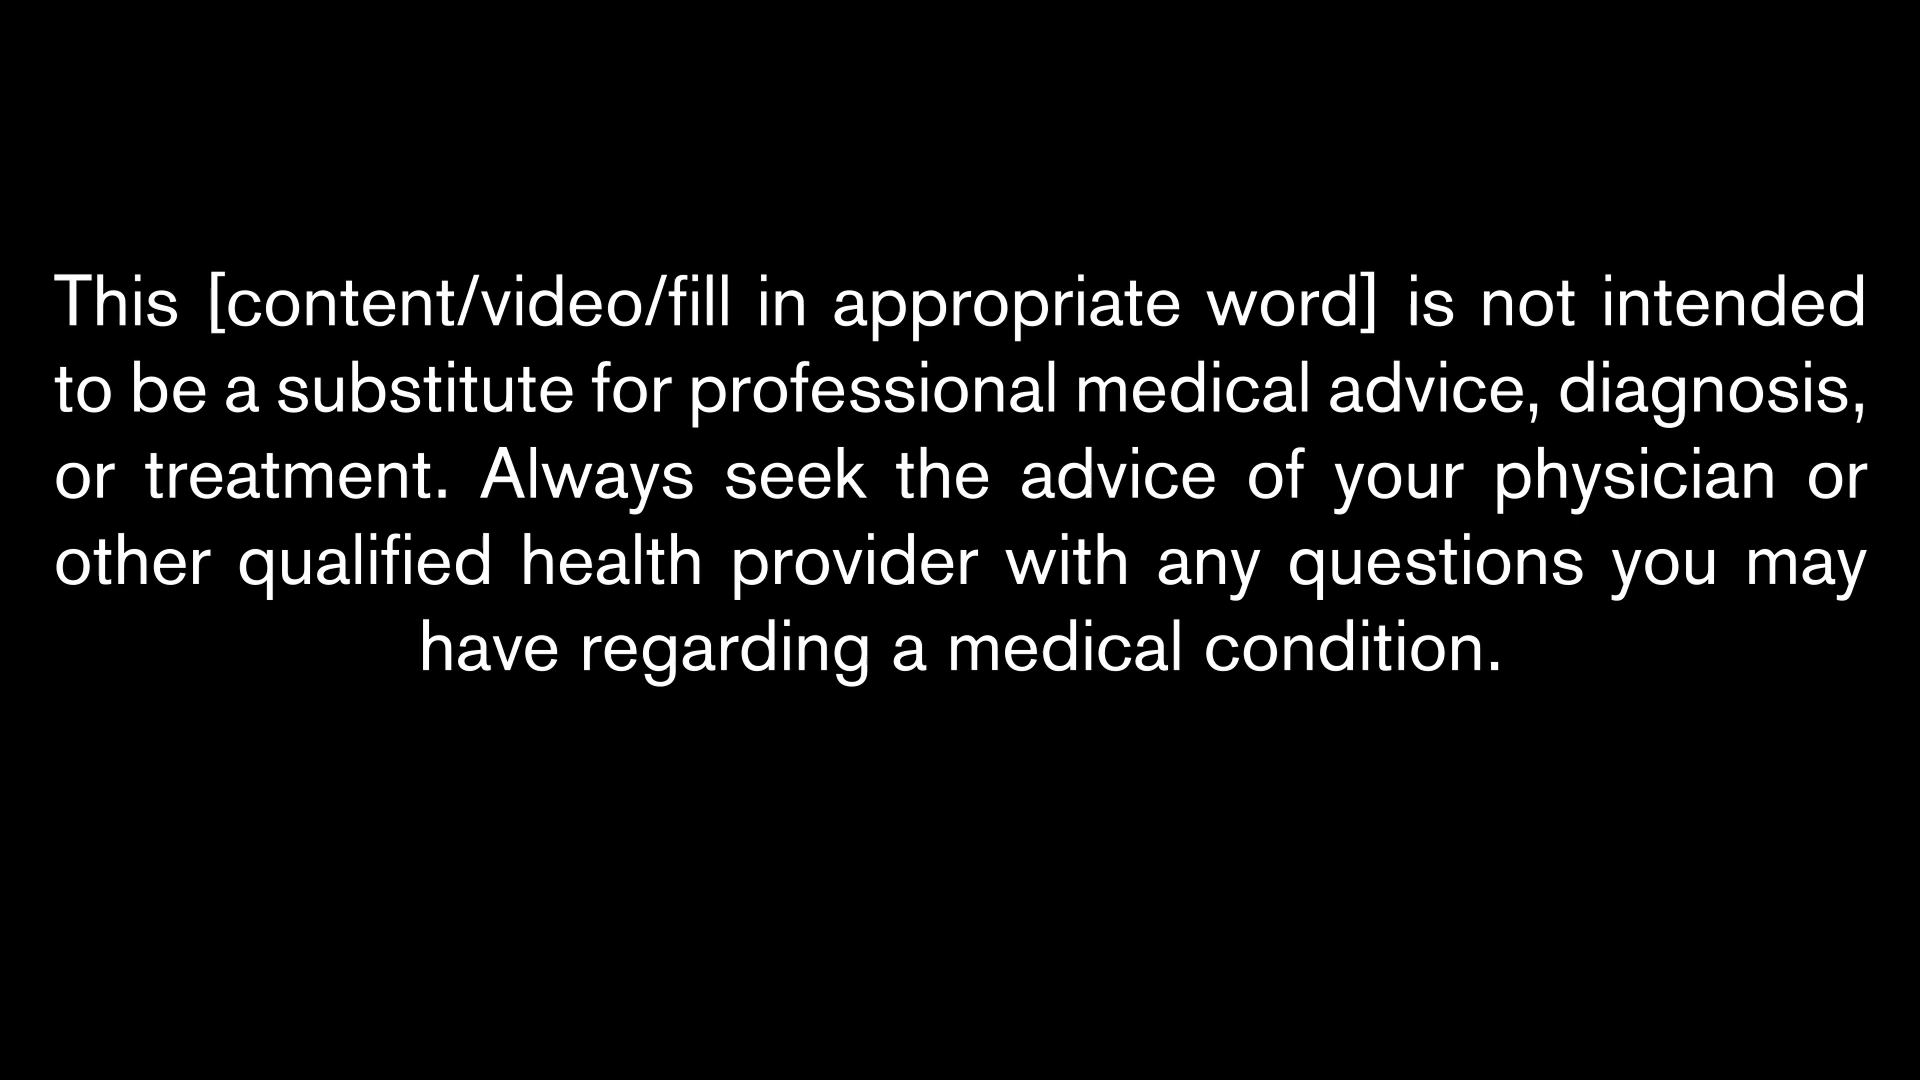 This [content/video/fill in appropriate word] is not intended
to be a substitute for professional medical advice, diagnosis,
or treatment. Always seek the advice of your physician or
other qualified health provider with any questions you may
have regarding a medical condition.